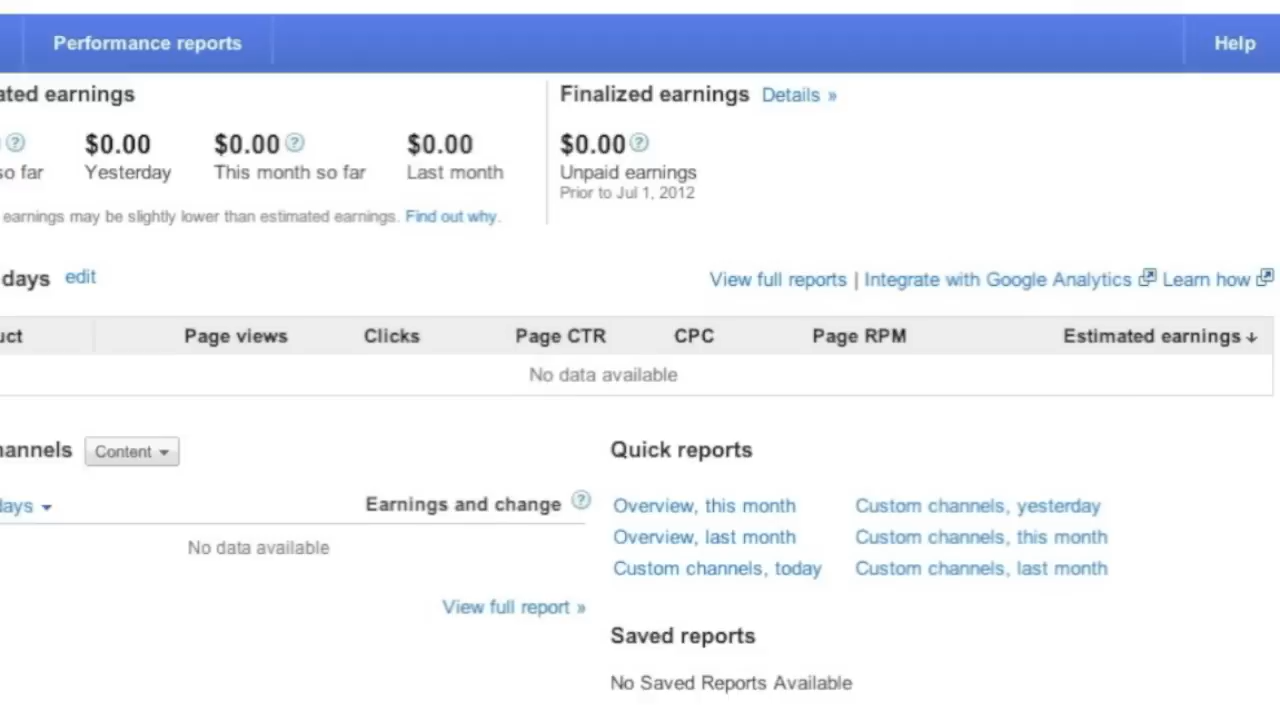 Performance reports Help
ated earnings Finalized earnings Details »
$0.00 $0.00 $0.00 $0.00
so far Yesterday This month so far Last month Unpaid earnings
Prior to Jul 1, 2012
earnings may be slightly lower than estimated earnings. Find out why.
days edit View full reports | Integrate with Google Analytics Learn how
uct Page views Clicks Page CTR CPC Page RPM Estimated earnings
No data available
hannels Content Quick reports
days Earnings and change Overview, this month Custom channels, yesterday
Overview, last month Custom channels, this month
No data available
Custom channels, today Custom channels, last month
View full report »
Saved reports
No Saved Reports Available